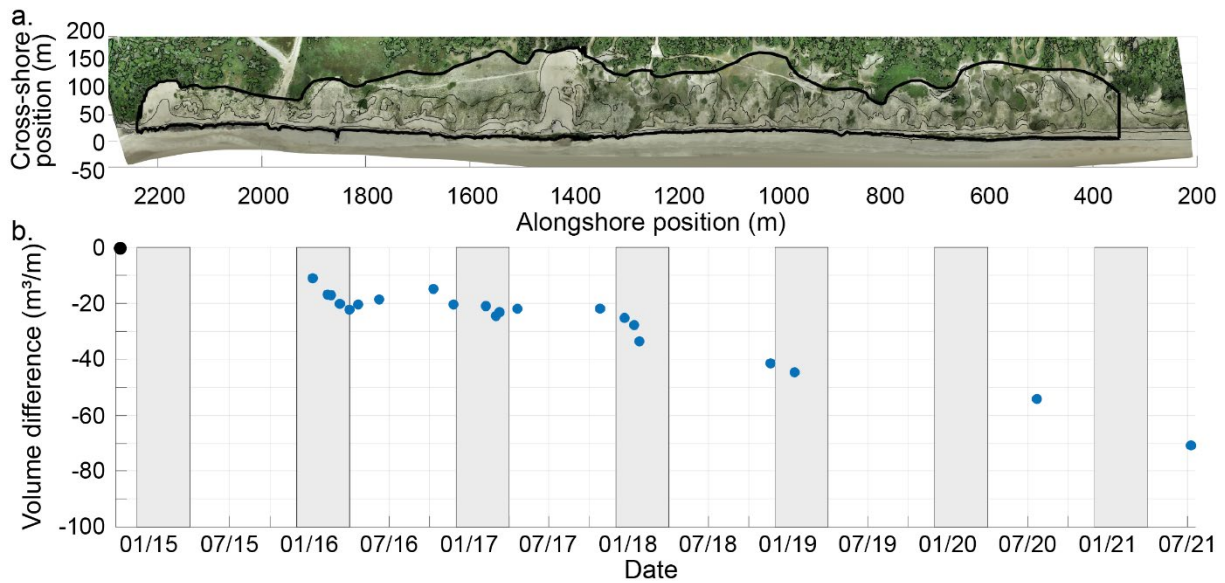 a.
200
150
100
50
0
-50
Cross-shore
position (m)
2200 2000 1800 1600 1400 1200 1000 800 600 400 200
Alongshore position (m)
b.
0
-20
-40
-60
-80
-100
Volume difference (m³/m)
01/15 07/15 01/16 07/16 01/17 07/17 01/18 07/18 01/19 07/19 01/20 07/20 01/21 07/21
Date